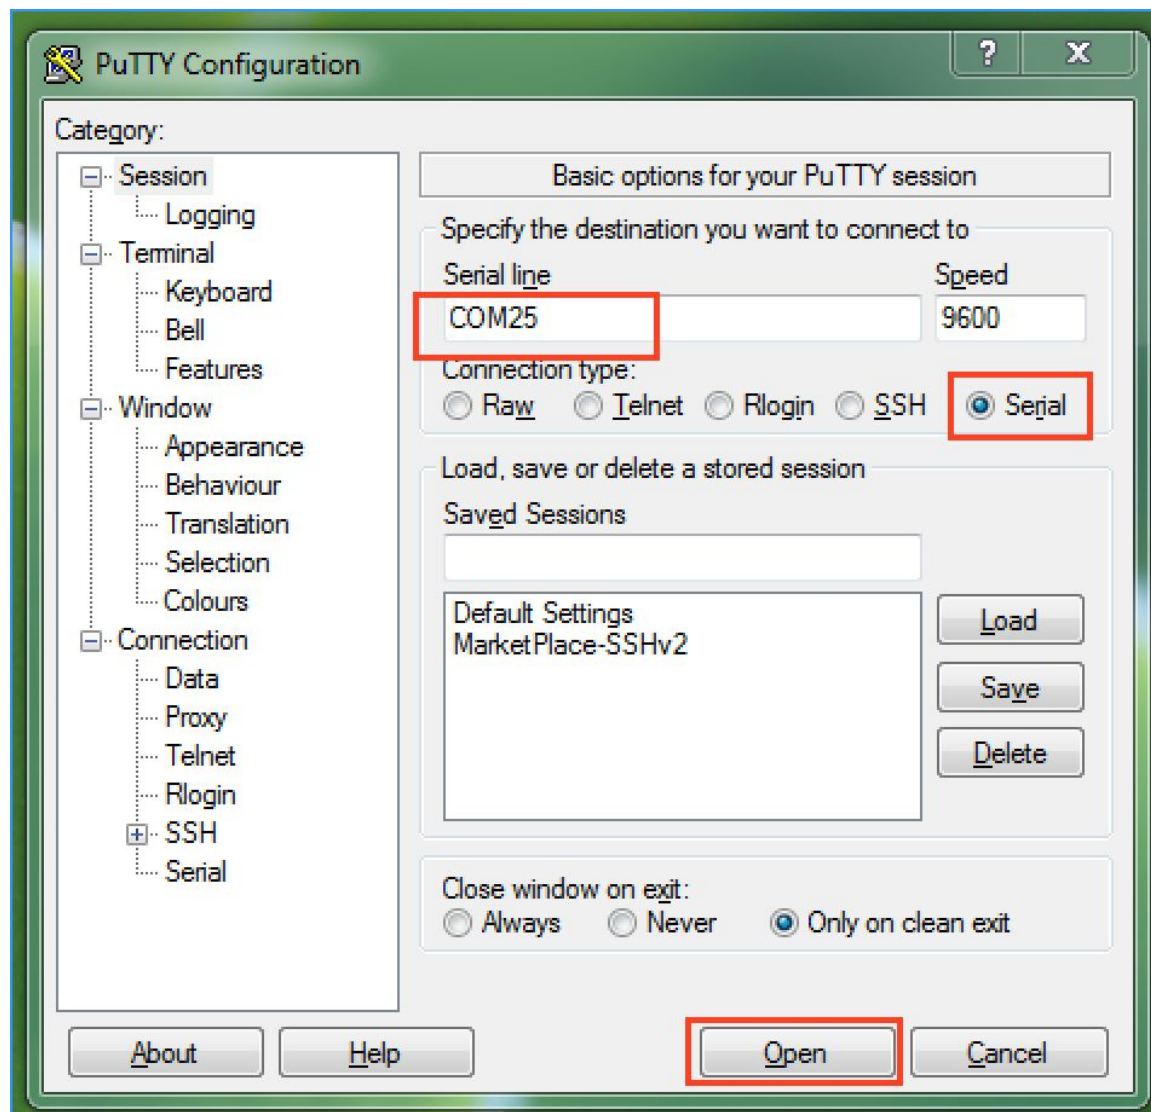 PuTTY Configuration
?
X
Category:
Session
Logging
Terminal
Keyboard
Bell
Features
Window
Appearance
Behaviour
Translation
Selection
Colours
Connection
Data
Proxy
Telnet
Rlogin
SSH
Serial
Basic options for your PuTTY session
Specify the destination you want to connect to
Serial line Speed
COM25 9600
Connection type:
Raw Telnet Rlogin SSH Serial
Load, save or delete a stored session
Saved Sessions
Default Settings
MarketPlace-SSHv2
Load
Save
Delete
Close window on exit:
Always Never Only on clean exit
About Help Open Cancel